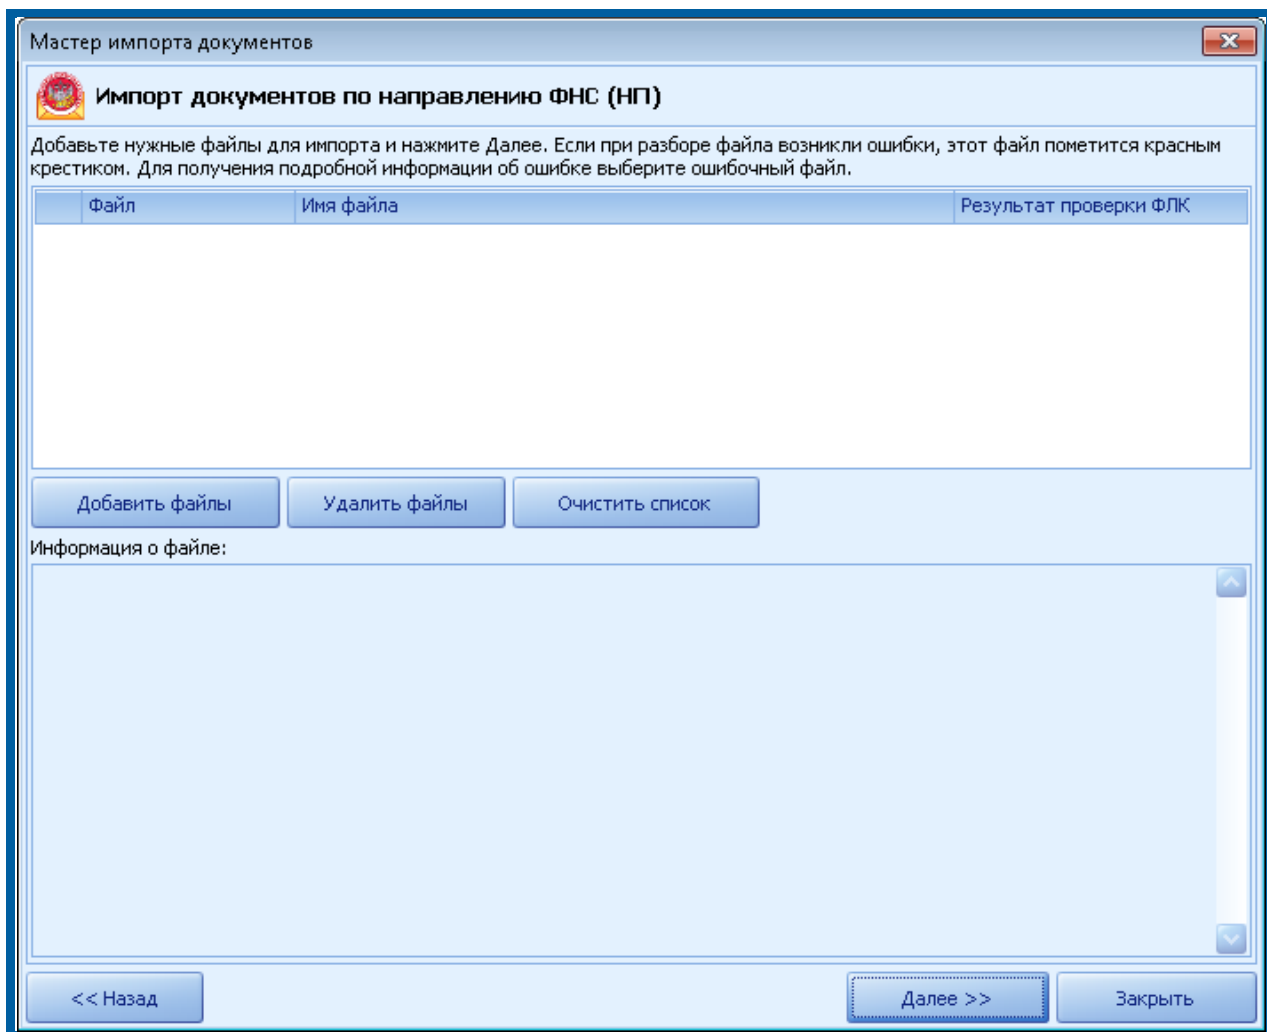 Мастер импорта документов
Импорт документов по направлению ФНС (НП)
Добавьте нужные файлы для импорта и нажмите Далее. Если при разборе файла возникли ошибки, этот файл пометится красным
крестиком. Для получения подробной информации об ошибке выберите ошибочный файл.
Файл Имя файла Результат проверки ФЛК
Добавить файлы Удалить файлы Очистить список
Информация о файле:
<< Назад Далее >> Закрыть